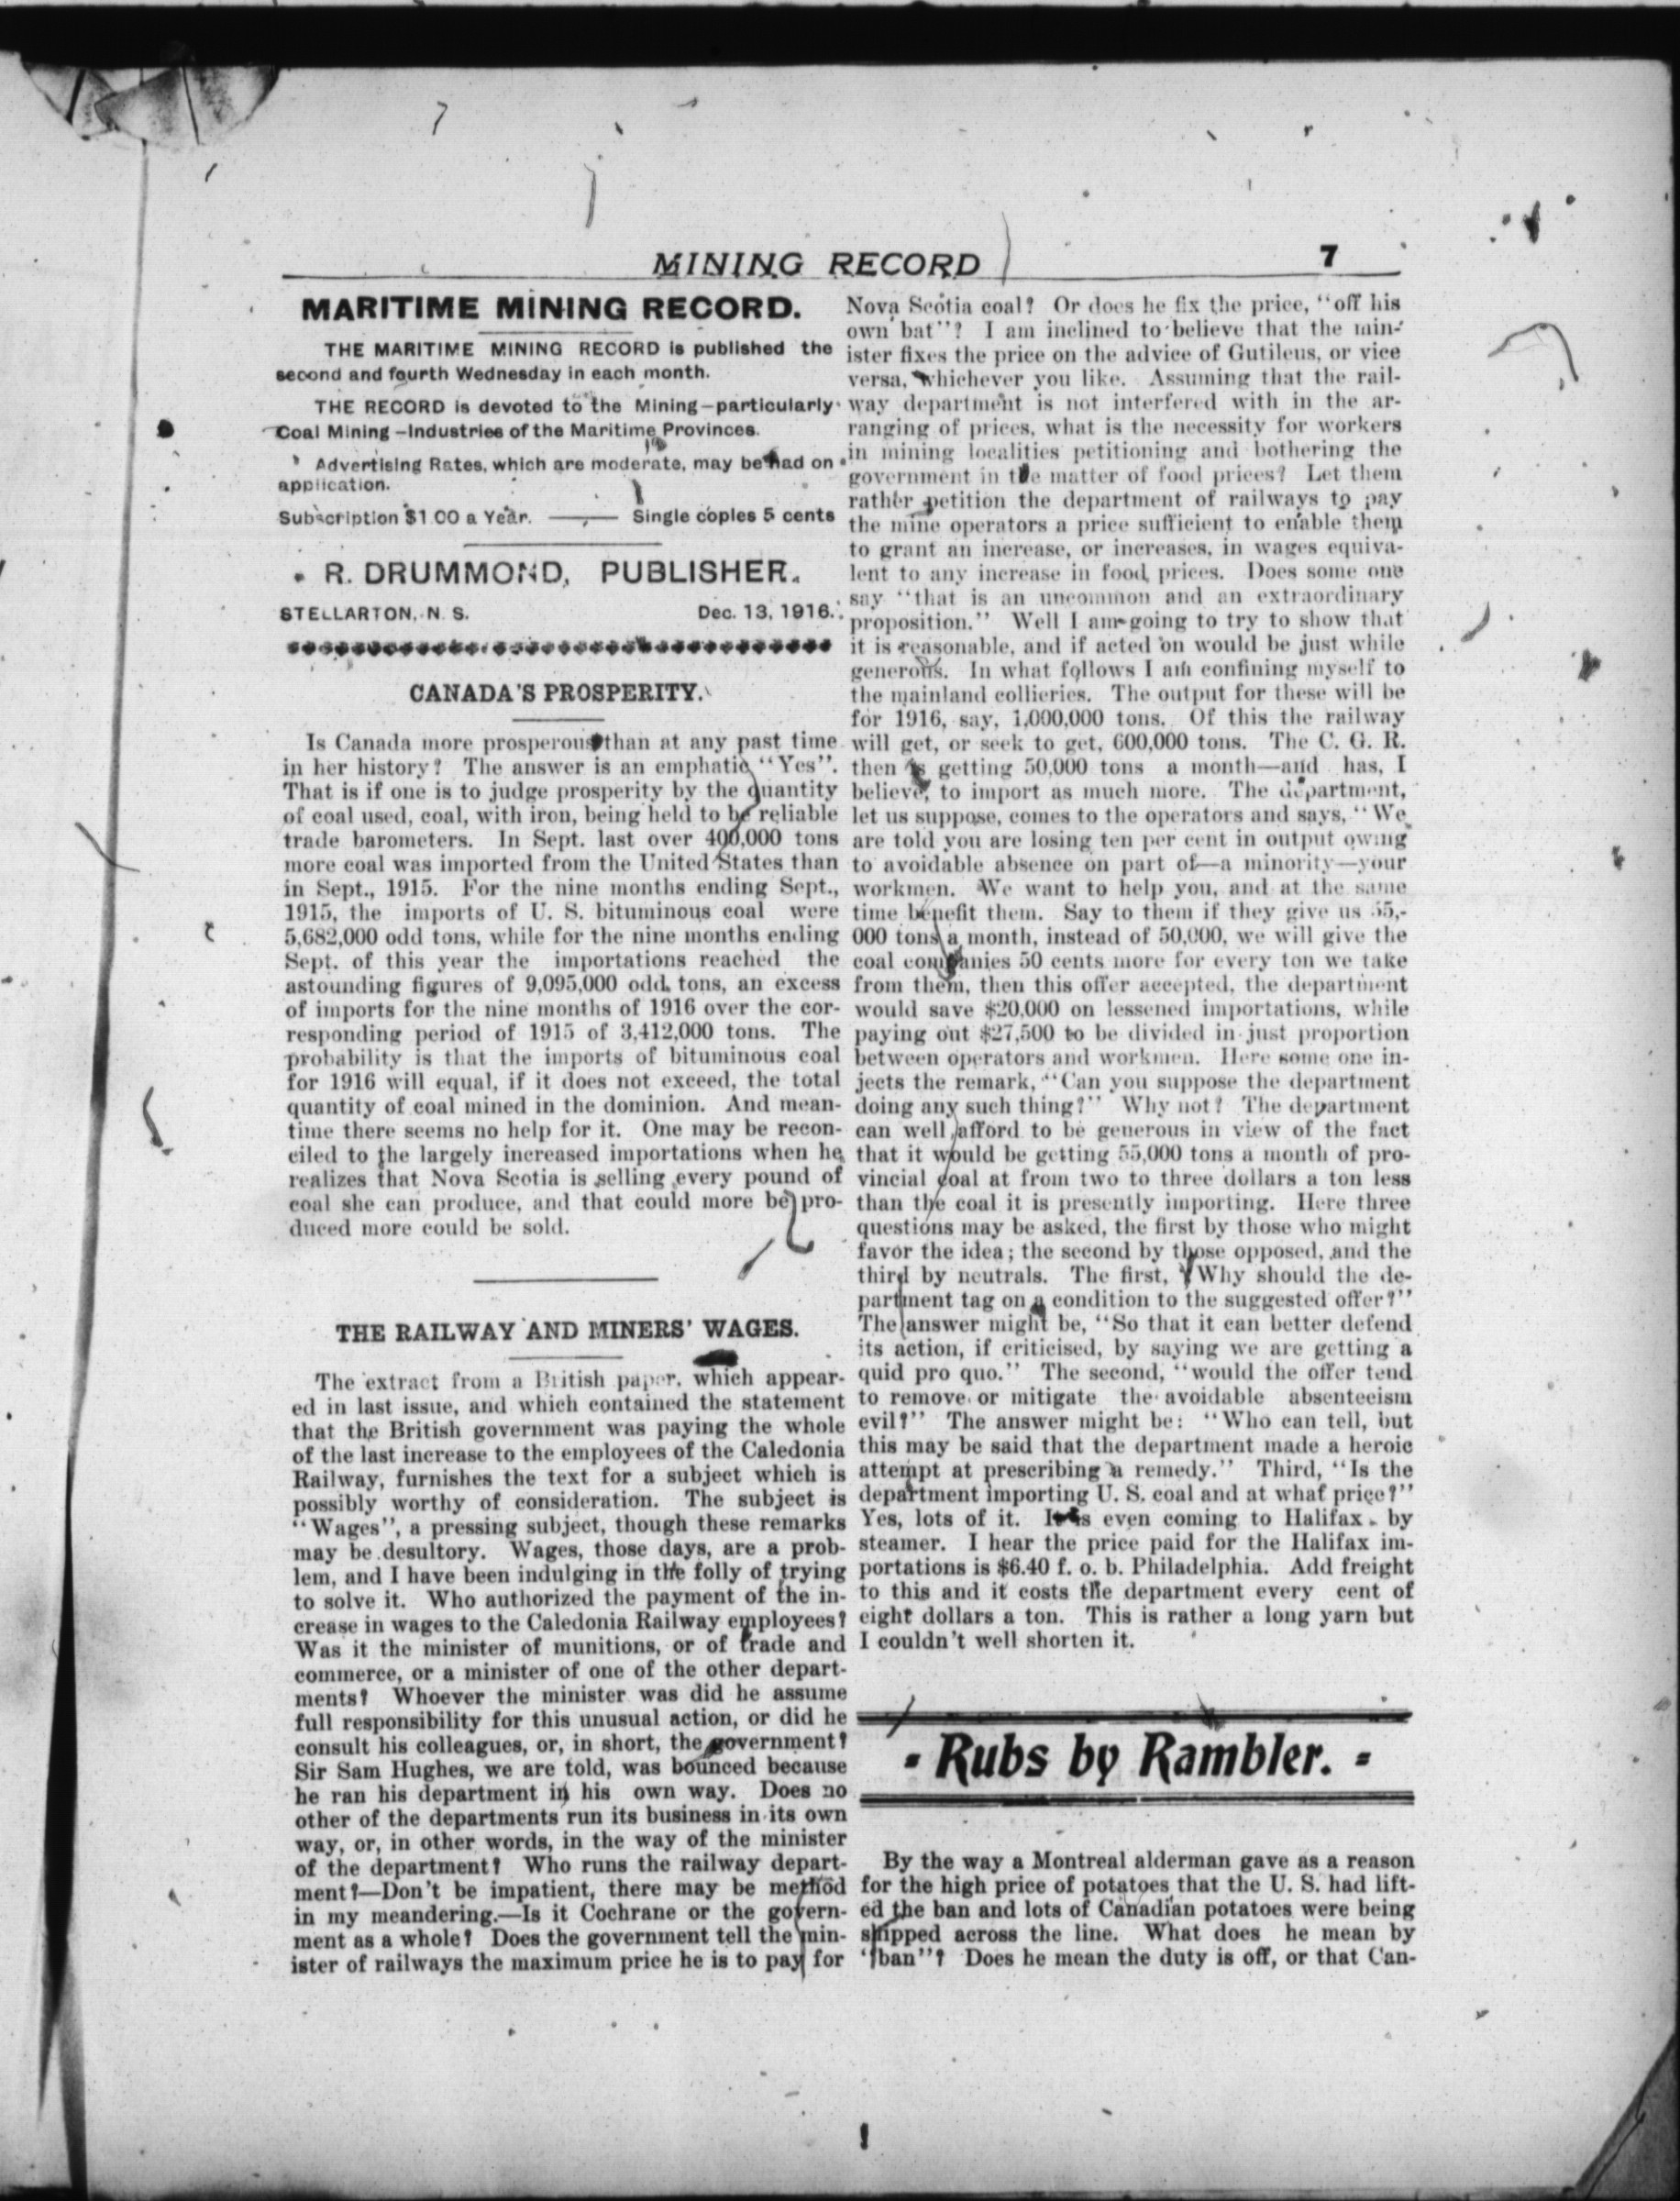 MINING RECORD 7
MARITIME MINING RECORD.
THE MARITIME MINING RECORD is published the
second and fourth Wednesday in each month.
THE RECORD is devoted to the Mining—particularly
Coal Mining—Industries of the Maritime Provinces.
Advertising Rates, which are moderate, may be had on
application.
Subscription $1.00 a Year. —— Single copies 5 cents
R. DRUMMOND, PUBLISHER.
STELLARTON, N. S. Dec. 13, 1916.
CANADA'S PROSPERITY.
Is Canada more prosperous than at any past time
in her history? The answer is an emphatic "Yes".
That is if one is to judge prosperity by the quantity
of coal used, coal, with iron, being held to be reliable
trade barometers. In Sept. last over 400,000 tons
more coal was imported from the United States than
in Sept., 1915. For the nine months ending Sept.,
1915, the imports of U. S. bituminous coal were
5,682,000 odd tons, while for the nine months ending
Sept. of this year the importations reached the
astounding figures of 9,095,000 odd tons, an excess
of imports for the nine months of 1916 over the cor-
responding period of 1915 of 3,412,000 tons. The
probability is that the imports of bituminous coal
for 1916 will equal, if it does not exceed, the total
quantity of coal mined in the dominion. And mean-
time there seems no help for it. One may be recon-
ciled to the largely increased importations when he
realizes that Nova Scotia is selling every pound of
coal she can produce, and that could more be pro-
duced more could be sold.
THE RAILWAY AND MINERS' WAGES.
The extract from a British paper, which appear-
ed in last issue, and which contained the statement
that the British government was paying the whole
of the last increase to the employees of the Caledonia
Railway, furnishes the text for a subject which is
possibly worthy of consideration. The subject is
"Wages", a pressing subject, though these remarks
may be desultory. Wages, those days, are a prob-
lem, and I have been indulging in the folly of trying
to solve it. Who authorized the payment of the in-
crease in wages to the Caledonia Railway employees?
Was it the minister of munitions, or of trade and
commerce, or a minister of one of the other depart-
ments? Whoever the minister was did he assume
full responsibility for this unusual action, or did he
consult his colleagues, or, in short, the government?
Sir Sam Hughes, we are told, was bounced because
he ran his department in his own way. Does no
other of the departments run its business in its own
way, or, in other words, in the way of the minister
of the department? Who runs the railway depart-
ment?—Don't be impatient, there may be method
in my meandering.—Is it Cochrane or the govern-
ment as a whole? Does the government tell the min-
ister of railways the maximum price he is to pay for
Nova Scotia coal? Or does he fix the price, "off his
own bat"? I am inclined to believe that the min-
ister fixes the price on the advice of Gutileus, or vice
versa, whichever you like. Assuming that the rail-
way department is not interfered with in the ar-
ranging of prices, what is the necessity for workers
in mining localities petitioning and bothering the
government in the matter of food prices? Let them
rather petition the department of railways to pay
the mine operators a price sufficient to enable them
to grant an increase, or increases, in wages equiva-
lent to any increase in food prices. Does some one
say "that is an uncommon and an extraordinary
proposition." Well I am going to try to show that
it is reasonable, and if acted on would be just while
generous. In what follows I am confining myself to
the mainland collieries. The output for these will be
for 1916, say, 1,000,000 tons. Of this the railway
will get, or seek to get, 600,000 tons. The C. G. R.
then is getting 50,000 tons a month—and has, I
believe, to import as much more. The department,
let us suppose, comes to the operators and says, "We
are told you are losing ten per cent in output owing
to avoidable absence on part of—a minority—your
workmen. We want to help you, and at the same
time benefit them. Say to them if they give us 55,-
000 tons a month, instead of 50,000, we will give the
coal companies 50 cents more for every ton we take
from them, then this offer accepted, the department
would save $20,000 on lessened importations, while
paying out $27,500 to be divided in just proportion
between operators and workmen. Here some one in-
jects the remark, "Can you suppose the department
doing any such thing?" Why not? The department
can well afford to be generous in view of the fact
that it would be getting 55,000 tons a month of pro-
vincial coal at from two to three dollars a ton less
than the coal it is presently importing. Here three
questions may be asked, the first by those who might
favor the idea; the second by those opposed, and the
third by neutrals. The first, "Why should the de-
partment tag on a condition to the suggested offer?"
The answer might be, "So that it can better defend
its action, if criticised, by saying we are getting a
quid pro quo." The second, "would the offer tend
to remove or mitigate the avoidable absenteeism
evil?" The answer might be: "Who can tell, but
this may be said that the department made a heroic
attempt at prescribing a remedy." Third, "Is the
department importing U. S. coal and at what price?"
Yes, lots of it. It is even coming to Halifax by
steamer. I hear the price paid for the Halifax im-
portations is $6.40 f. o. b. Philadelphia. Add freight
to this and it costs the department every cent of
eight dollars a ton. This is rather a long yarn but
I couldn't well shorten it.
- Rubs by Rambler. -
By the way a Montreal alderman gave as a reason
for the high price of potatoes that the U. S. had lift-
ed the ban and lots of Canadian potatoes were being
shipped across the line. What does he mean by
"ban"? Does he mean the duty is off, or that Can-